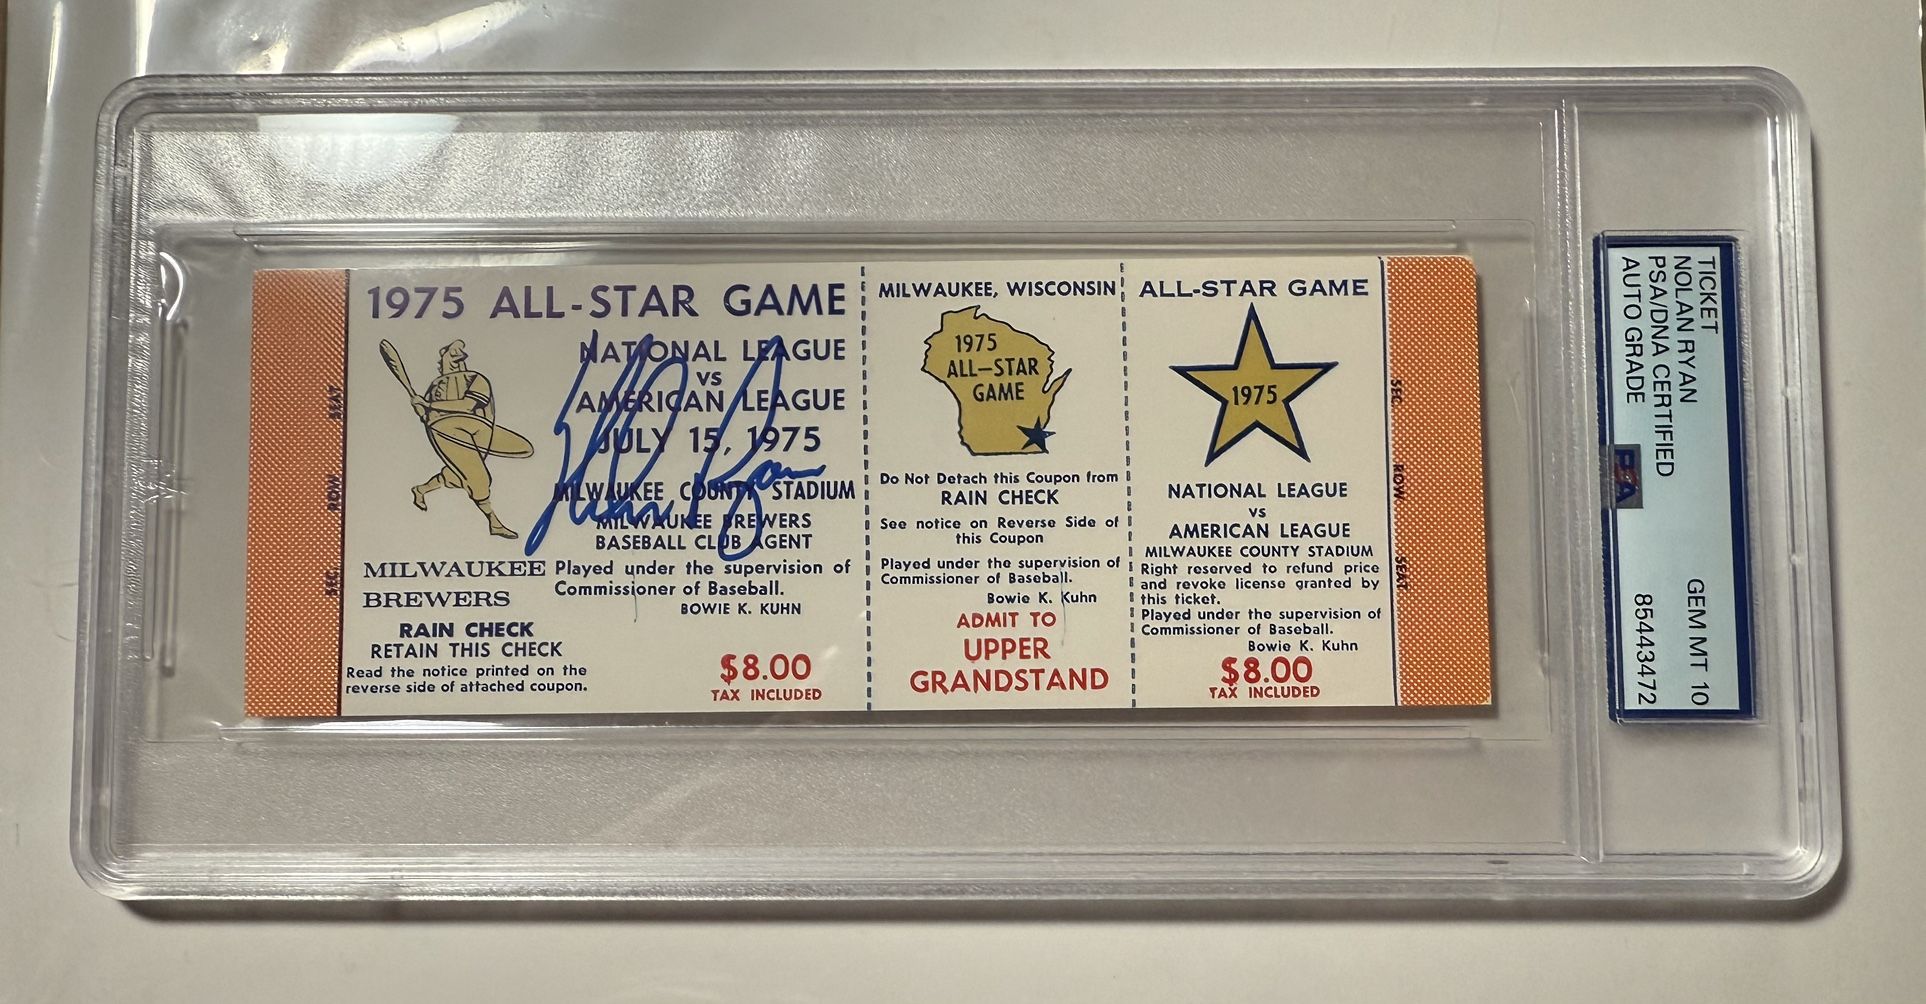 SEAT
ROW
SEC.
1975 ALL-STAR GAME
NATIONAL LEAGUE
VS
AMERICAN LEAGUE
JULY 15, 1975
MILWAUKEE COUNTY STADIUM
MILWAUKEE BREWERS
BASEBALL CLUB AGENT
Nolan Ryan
MILWAUKEE
BREWERS
Played under the supervision of
Commissioner of Baseball.
BOWIE K. KUHN
RAIN CHECK
RETAIN THIS CHECK
Read the notice printed on the
reverse side of attached coupon.
$8.00
TAX INCLUDED
MILWAUKEE, WISCONSIN
1975
ALL-STAR
GAME
Do Not Detach this Coupon from
RAIN CHECK
See notice on Reverse Side of
this Coupon
Played under the supervision of
Commissioner of Baseball.
Bowie K. Kuhn
ADMIT TO
UPPER
GRANDSTAND
ALL-STAR GAME
1975
NATIONAL LEAGUE
VS
AMERICAN LEAGUE
MILWAUKEE COUNTY STADIUM
Right reserved to refund price
and revoke license granted by
this ticket.
Played under the supervision of
Commissioner of Baseball.
Bowie K. Kuhn
$8.00
TAX INCLUDED
SEC.
ROW
SEAT
TICKET
NOLAN RYAN
PSA/DNA CERTIFIED
AUTO GRADE
GEM MT 10
85443472
PSA